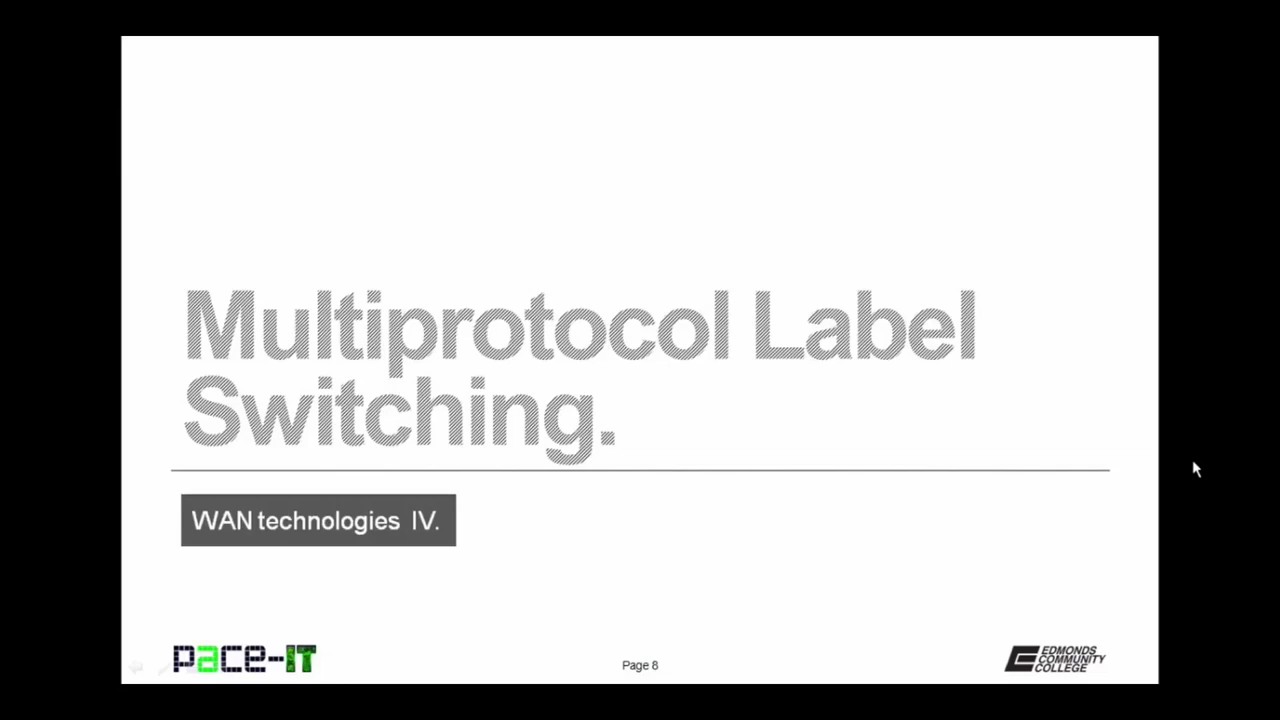 Multiprotocol Label
Switching.
WAN technologies IV.
pace-IT
Page 8
EDMONDS
COMMUNITY
COLLEGE